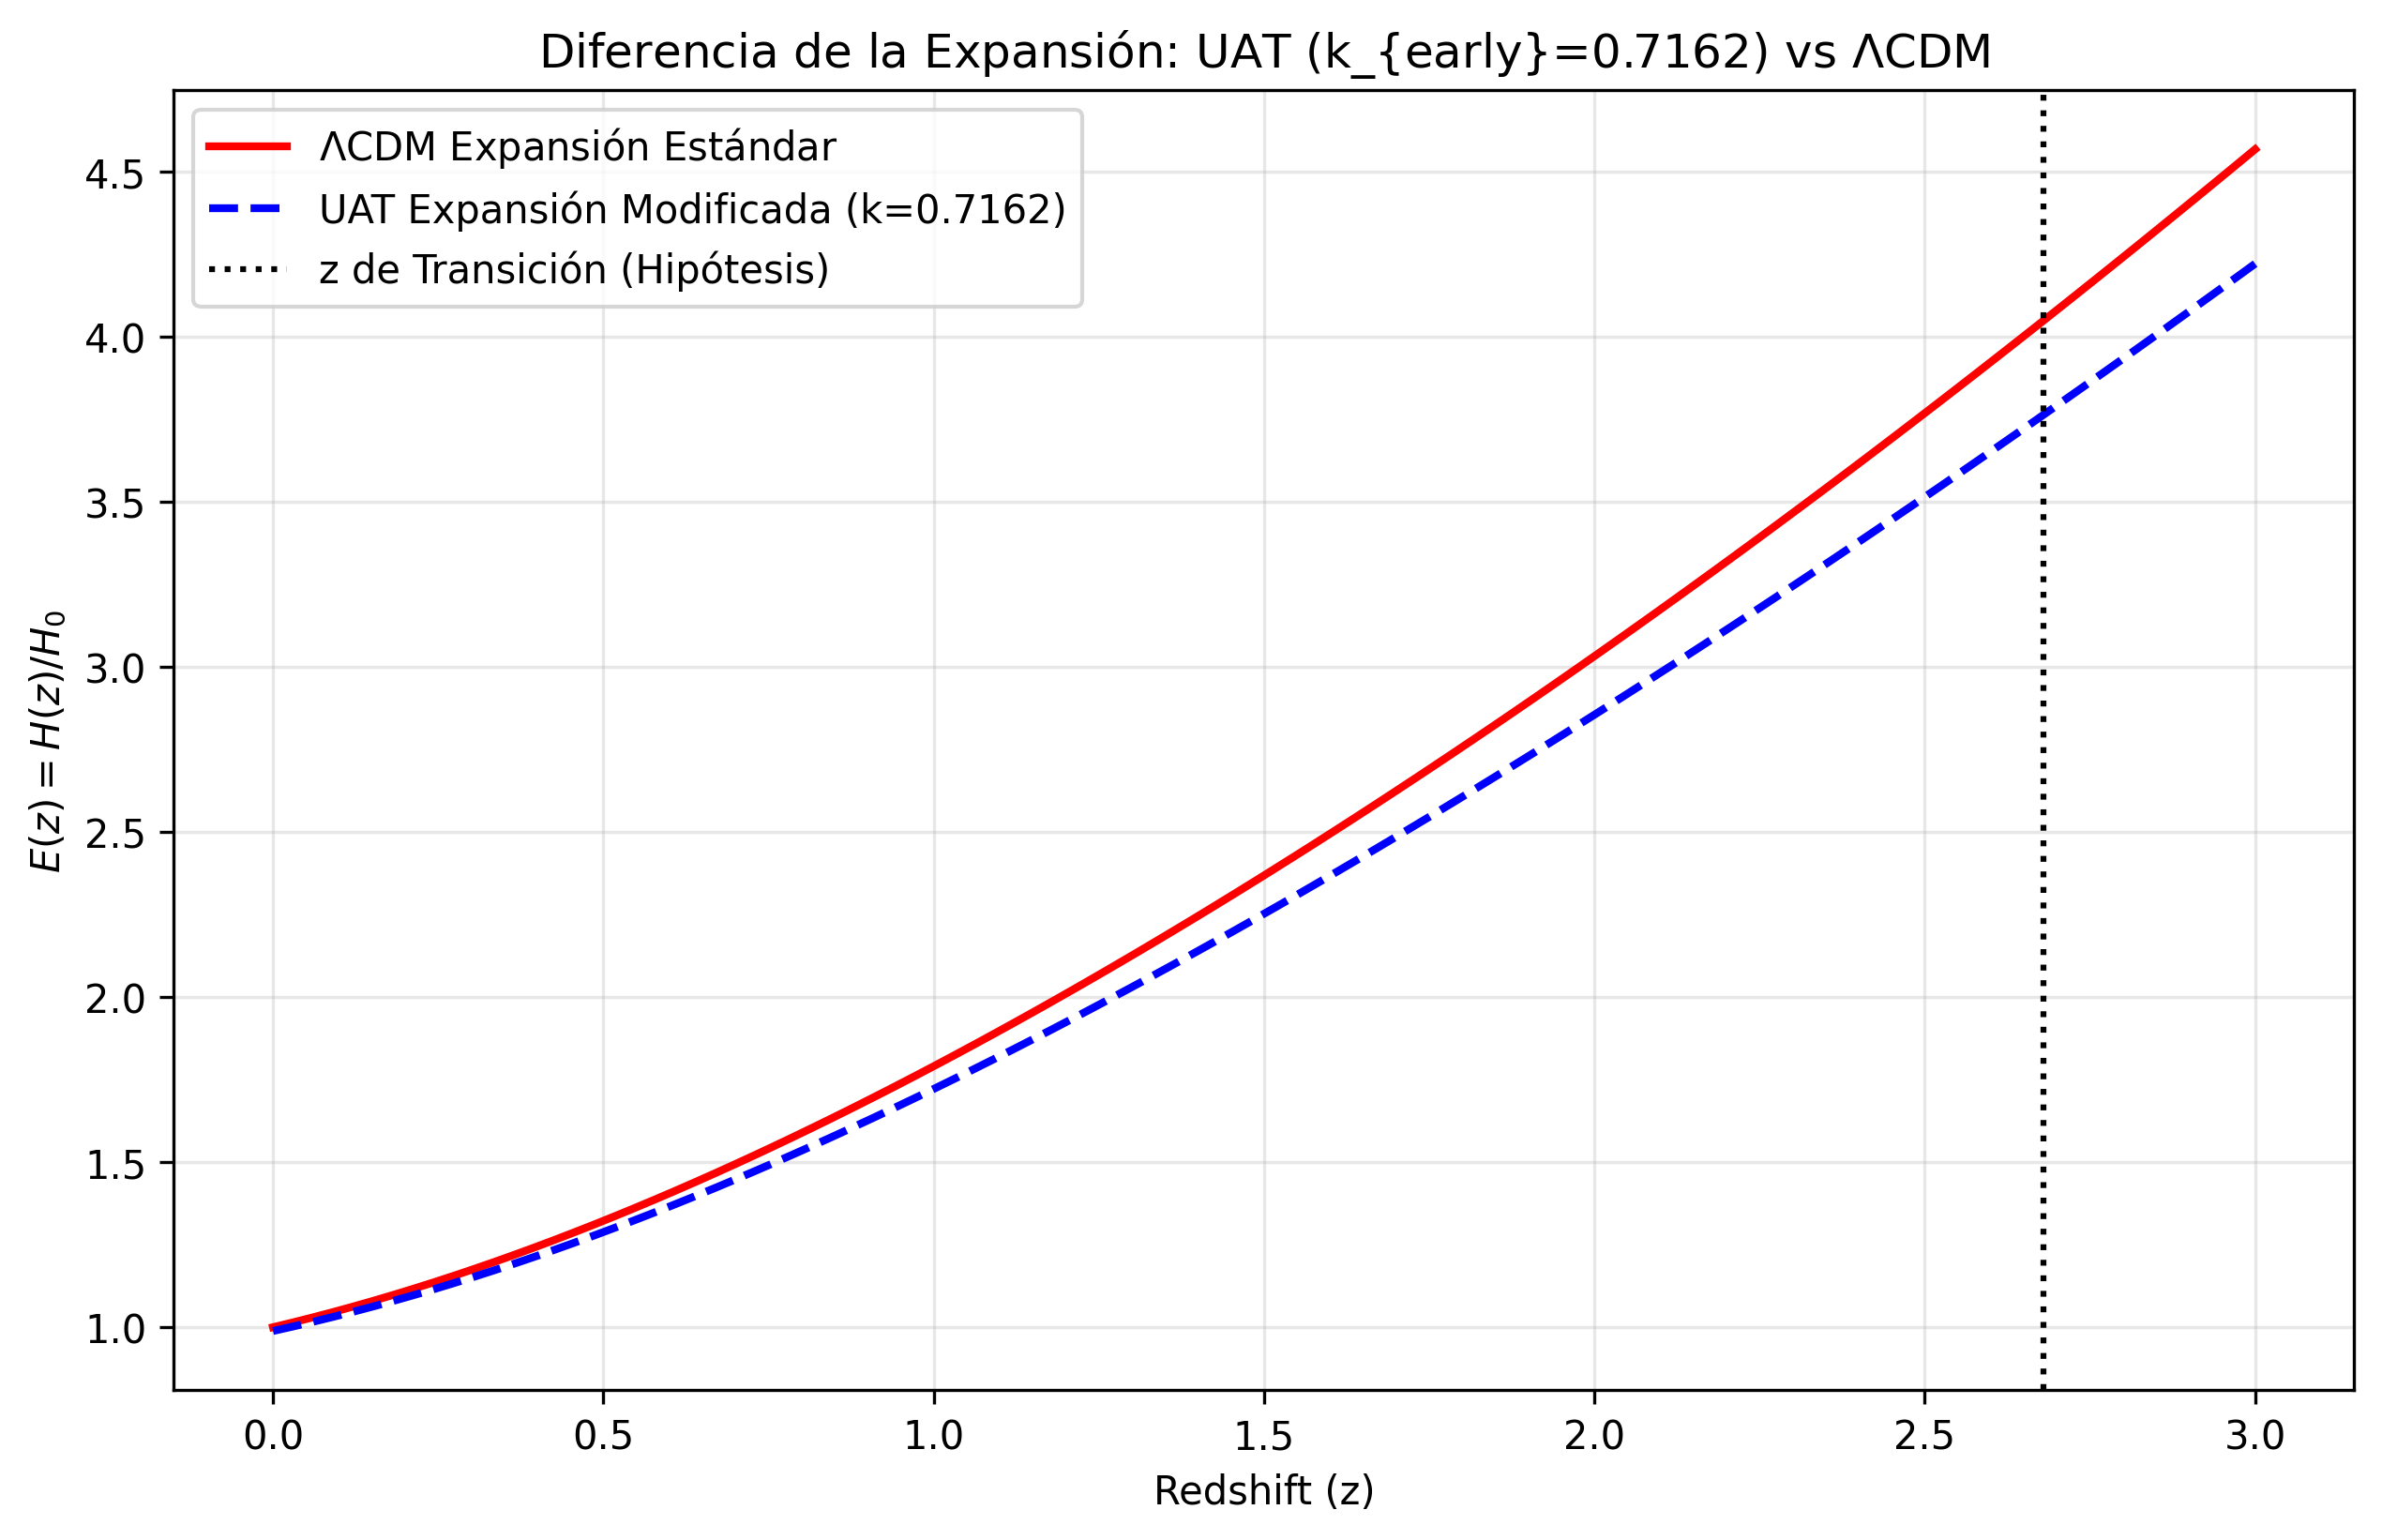 Diferencia de la Expansión: UAT (k_{early}=0.7162) vs ΛCDM
ΛCDM Expansión Estándar
UAT Expansión Modificada (k=0.7162)
z de Transición (Hipótesis)
E(z) = H(z)/H₀
4.5
4.0
3.5
3.0
2.5
2.0
1.5
1.0
0.0 0.5 1.0 1.5 2.0 2.5 3.0
Redshift (z)